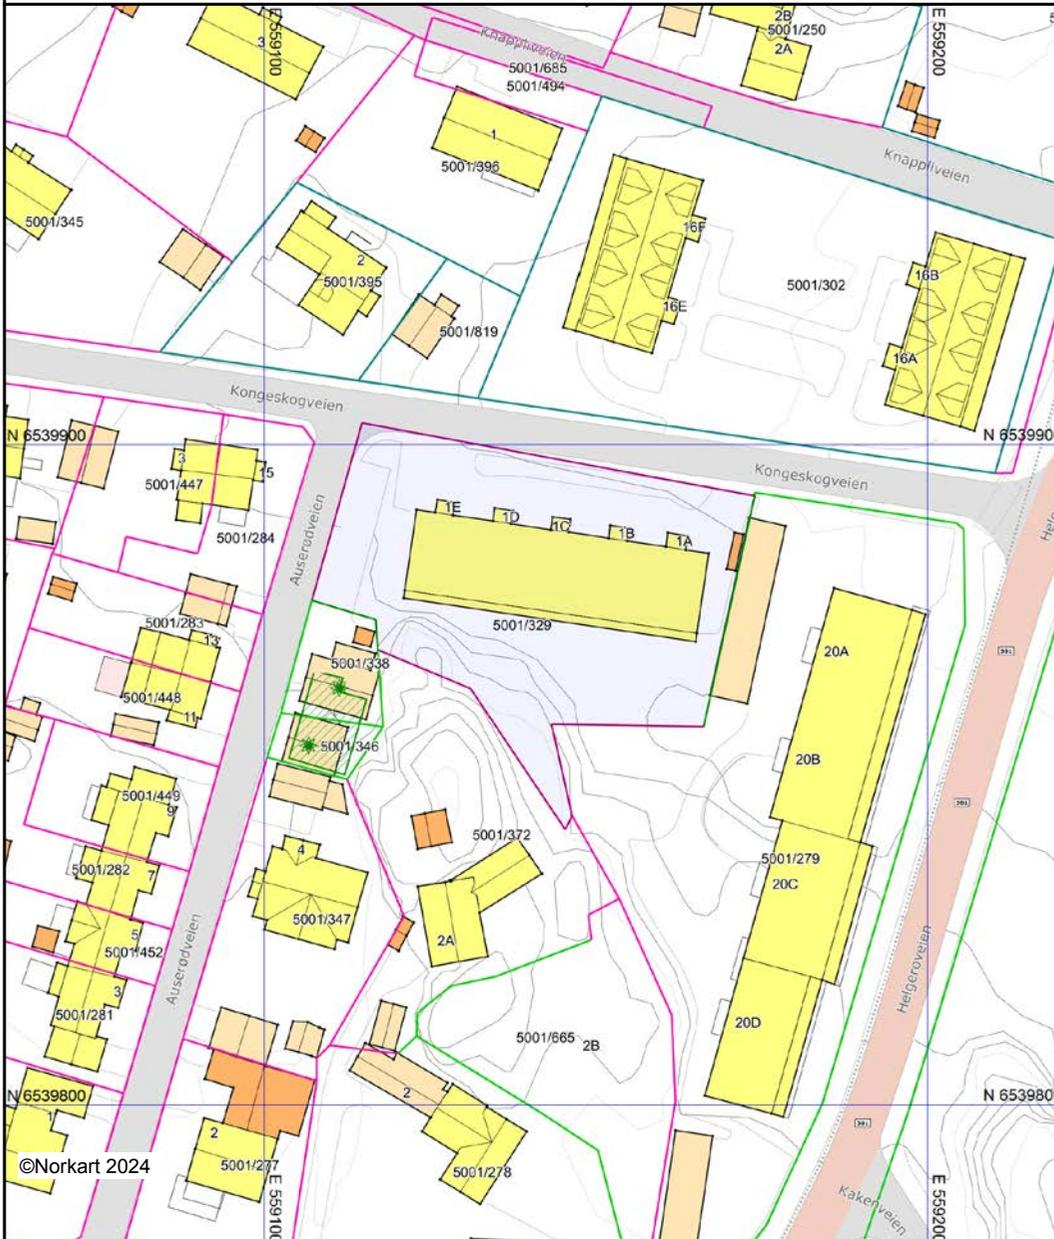 E 559100
E 559200
3
2B
5001/250
2A
Knappliveien
5001/685
5001/494
1
5001/396
Knappliveien
5001/345
16F
2
5001/395
16B
5001/302
16E
5001/819
16A
Kongeskogveien
N 6539900
N 6539900
3
15
5001/447
Kongeskogveien
1E
1D
1C
1B
1A
5001/284
Auserødveien
5001/283
13
5001/329
301
20A
5001/338
5001/448
11
5001/346
20B
5001/449
9
301
5001/372
4
5001/282
7
5001/279
20C
5001/347
5
2A
5001/452
Auserødveien
Helgeroveien
3
5001/281
20D
5001/665
2B
N 6539800
N 6539800
2
1
2
301
©Norkart 2024
5001/277
5001/278
E 559100
E 559200
Kakenveien